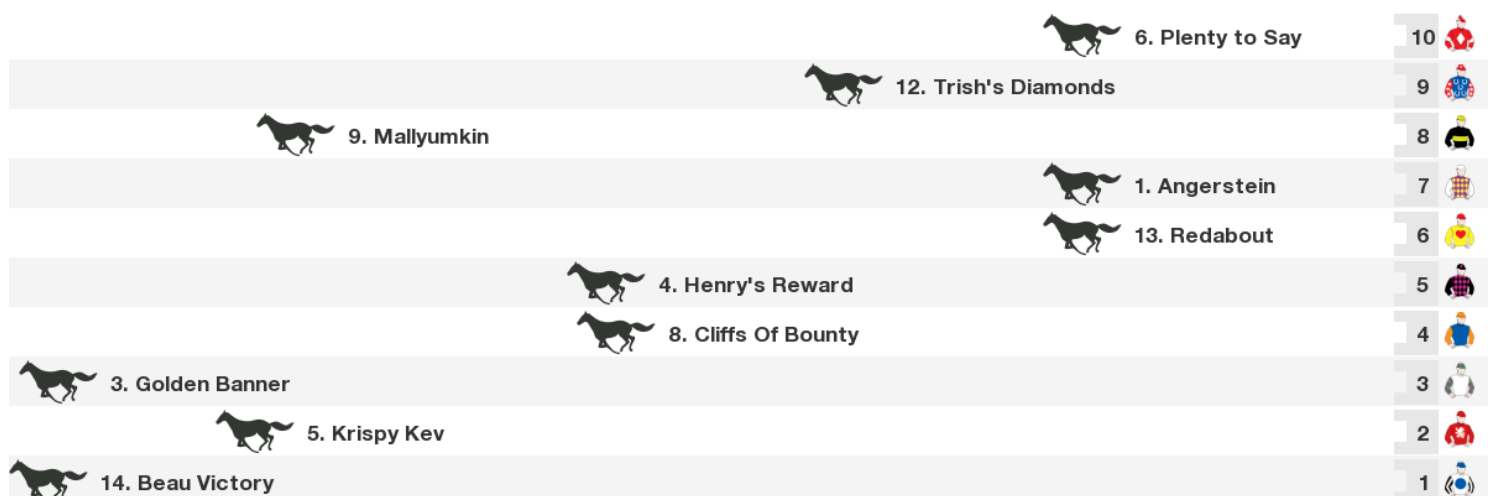 6. Plenty to Say 10
12. Trish's Diamonds 9
9. Mallyumkin 8
1. Angerstein 7
13. Redabout 6
4. Henry's Reward 5
8. Cliffs Of Bounty 4
3. Golden Banner 3
5. Krispy Kev 2
14. Beau Victory 1